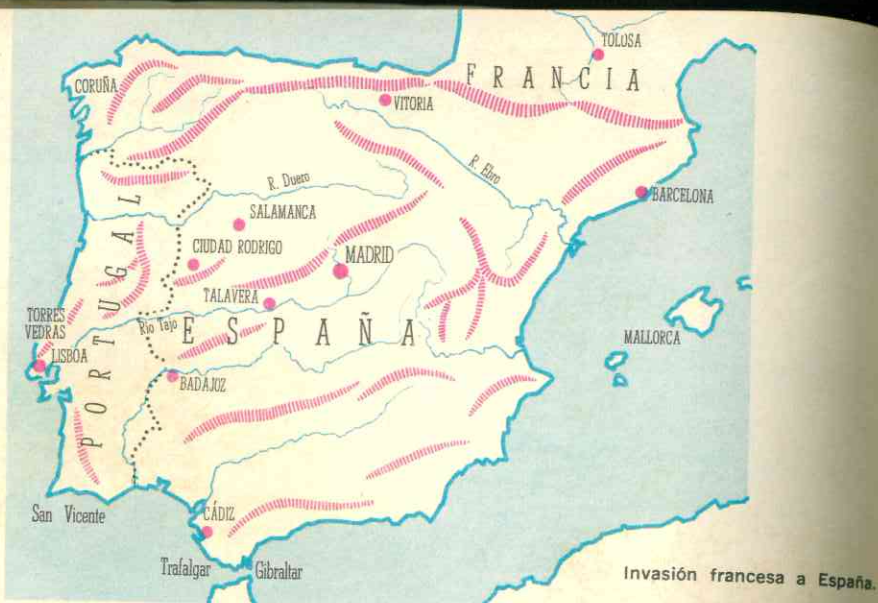 TOLOSA
FRANCIA
CORUÑA
VITORIA
R. Ebro
R. Duero
BARCELONA
SALAMANCA
CIUDAD RODRIGO
MADRID
TALAVERA
PORTUGAL
TORRES
VEDRAS
Río Tajo
ESPAÑA
MALLORCA
LISBOA
BADAJOZ
San Vicente
CÁDIZ
Trafalgar
Gibraltar
Invasión francesa a España.